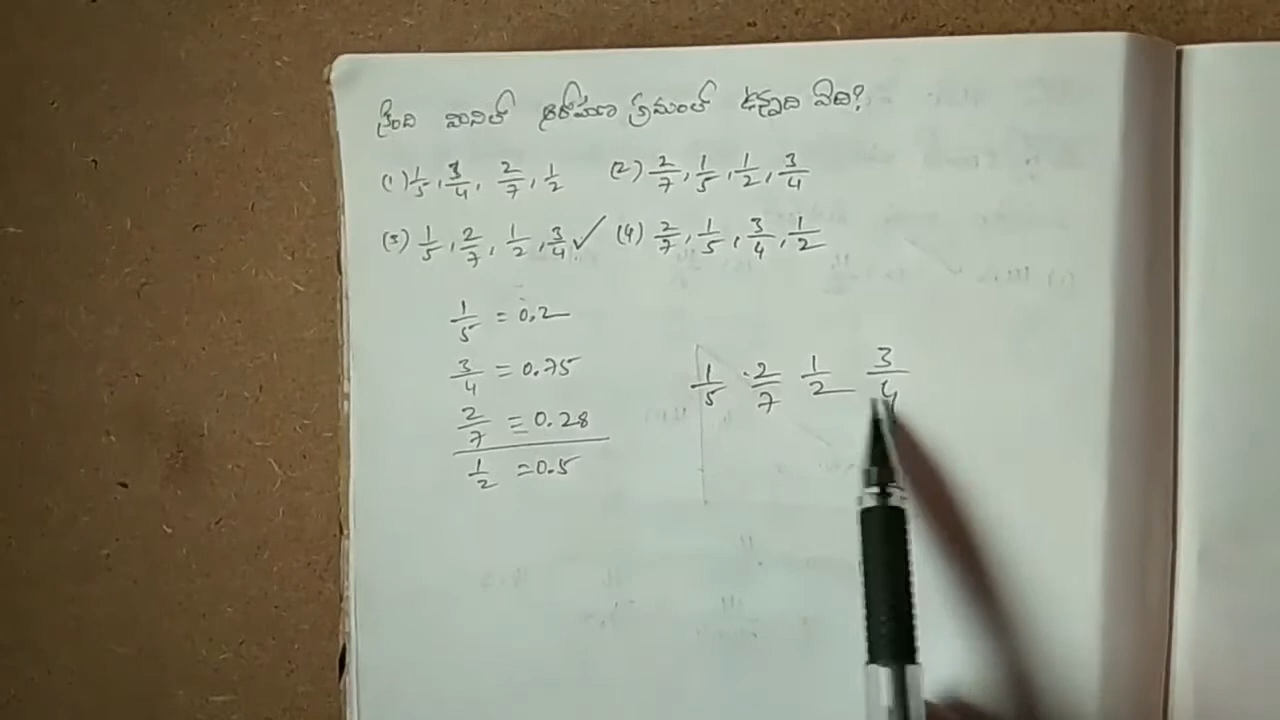 క్రింది వానిలో ఆరోహణ క్రమంలో ఉన్నది ఏది?
(1) 1/5, 3/4, 2/7, 1/2 (2) 2/7, 1/5, 1/2, 3/4
(3) 1/5, 2/7, 1/2, 3/4 ✓ (4) 2/7, 1/5, 3/4, 1/2
1/5 = 0.2
3/4 = 0.75
2/7 = 0.28
1/2 = 0.5
1/5 2/7 1/2 3/4